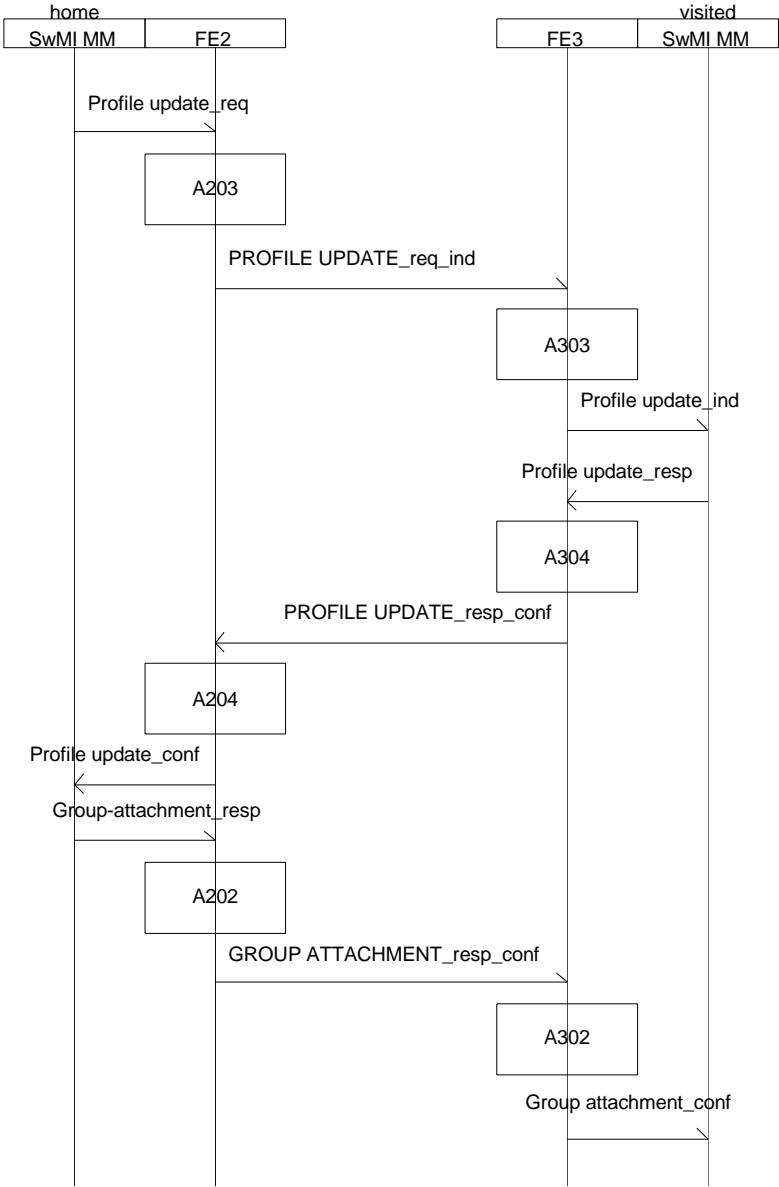 home
visited
SwMI MM
FE2
FE3
SwMI MM
Profile update_req
A203
PROFILE UPDATE_req_ind
A303
Profile update_ind
Profile update_resp
A304
PROFILE UPDATE_resp_conf
A204
Profile update_conf
Group-attachment_resp
A202
GROUP ATTACHMENT_resp_conf
A302
Group attachment_conf